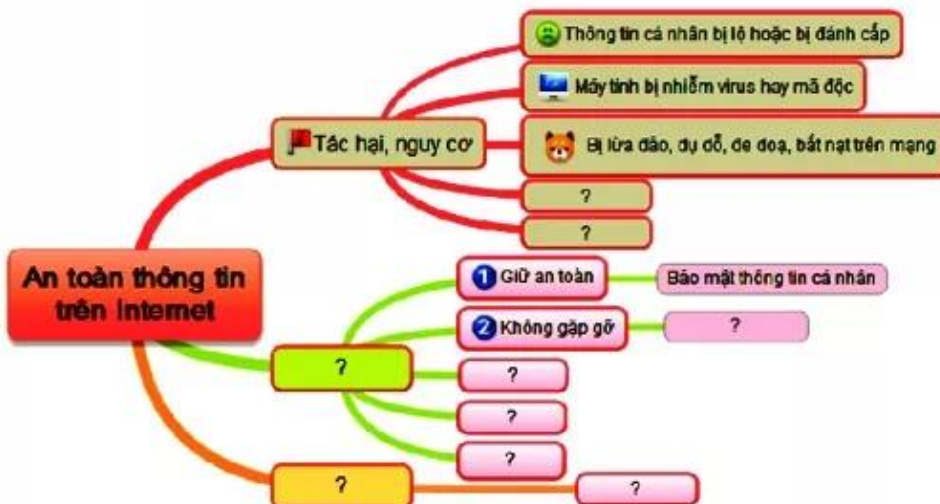 Thông tin cá nhân bị lộ hoặc bị đánh cắp
Máy tính bị nhiễm virus hay mã độc
Tác hại, nguy cơ
Bị lừa đảo, dụ dỗ, đe doạ, bắt nạt trên mạng
?
?
An toàn thông tin
trên Internet
1 Giữ an toàn
Bảo mật thông tin cá nhân
2 Không gặp gỡ
?
?
?
?
?
?
?